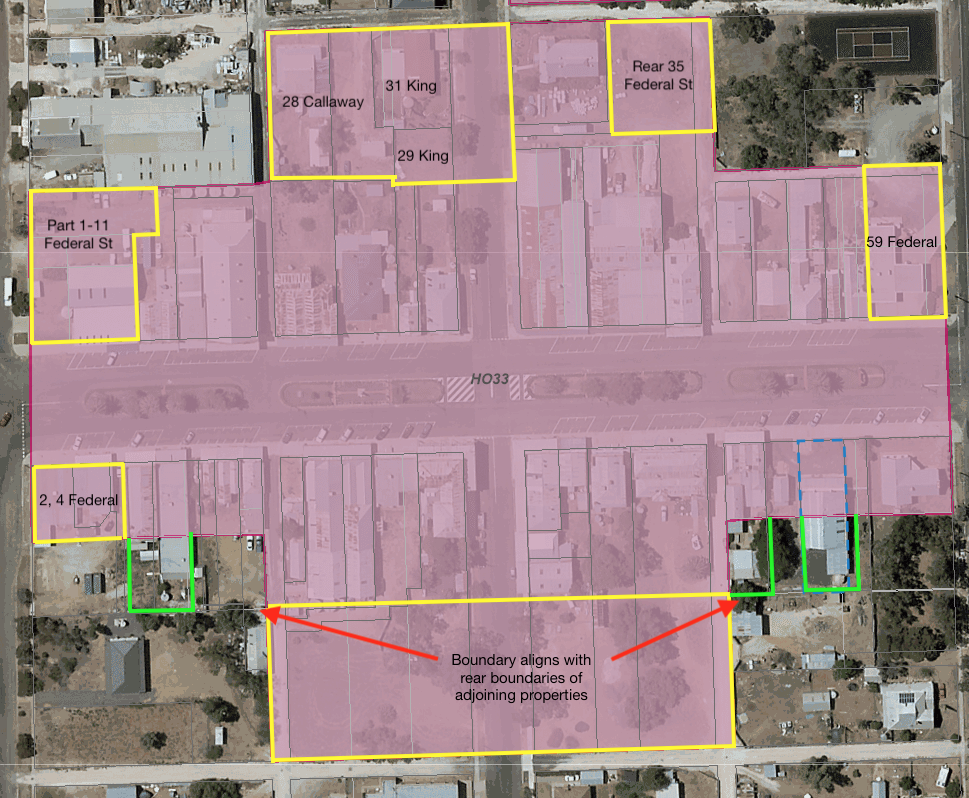 31 King
28 Callaway
29 King
Rear 35
Federal St
Part 1-11
Federal St
59 Federal
HO33
2, 4 Federal
Boundary aligns with
rear boundaries of
adjoining properties